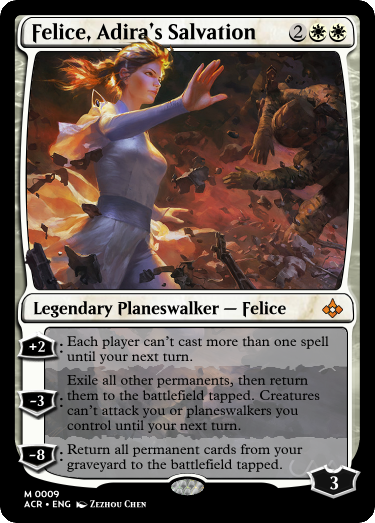 Felice, Adira's Salvation 2
Legendary Planeswalker — Felice
+2: Each player can't cast more than one spell
until your next turn.
-3: Exile all other permanents, then return
them to the battlefield tapped. Creatures
can't attack you or planeswalkers you
control until your next turn.
-8: Return all permanent cards from your
graveyard to the battlefield tapped.
3
M 0009
ACR • ENG Zezhou Chen